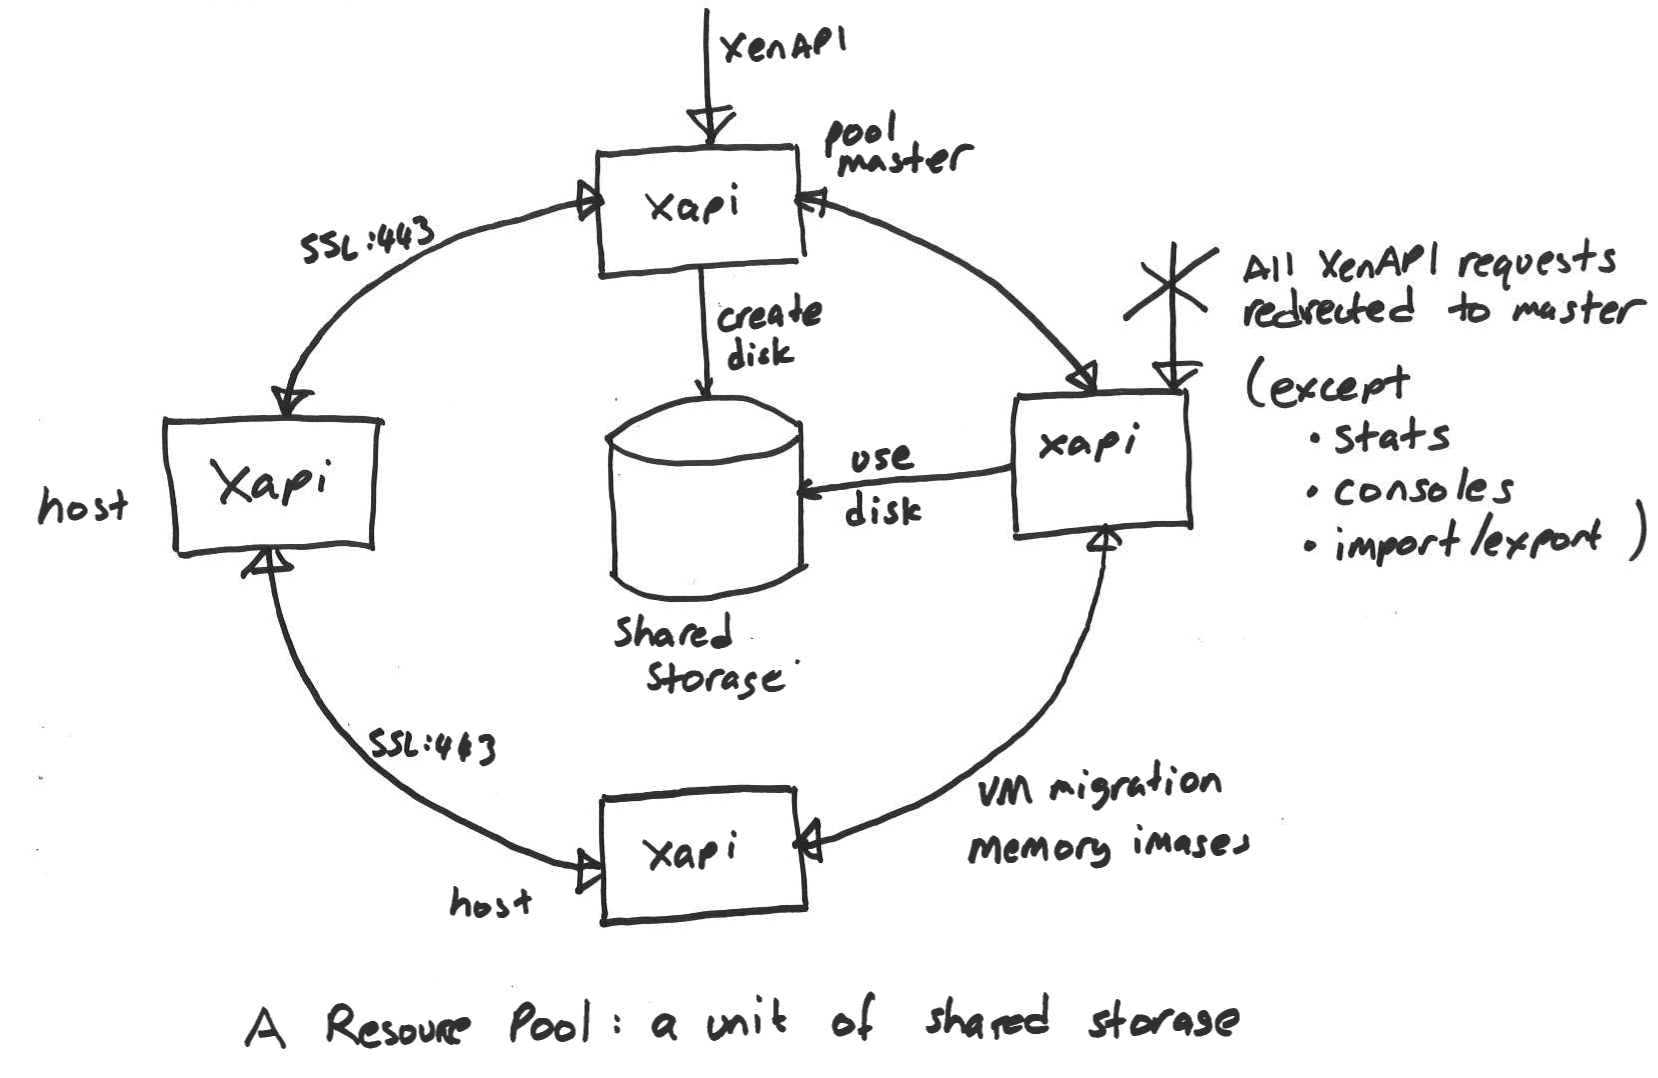 XenAPI
pool
master
xapi
SSL:443
create
disk
All XenAPI requests
redirected to master
(except
• stats
• consoles
• import/export)
xapi
use
disk
host
xapi
shared
storage
SSL:443
VM migration
memory images
xapi
host
A Resoure Pool: a unit of shared storage